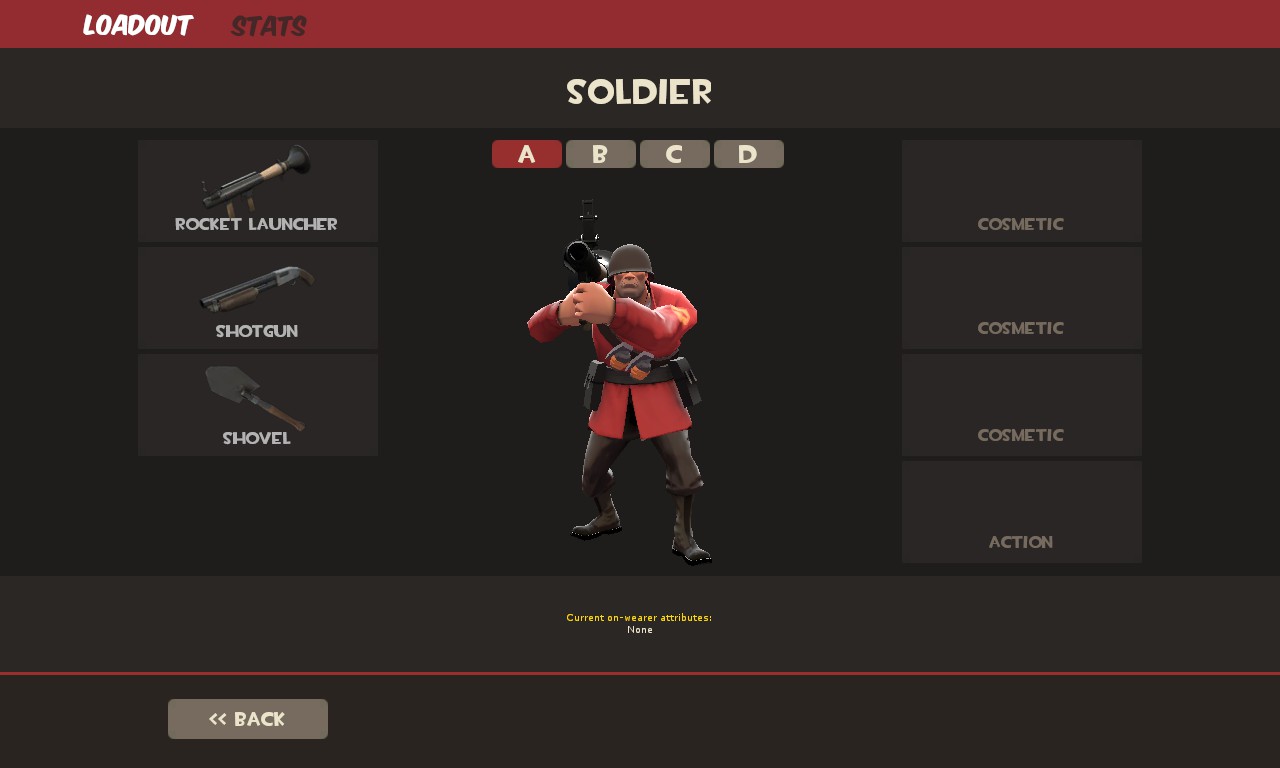 LOADOUT STATS
SOLDIER
A B C D
ROCKET LAUNCHER
SHOTGUN
SHOVEL
COSMETIC
COSMETIC
COSMETIC
ACTION
Current on-wearer attributes:
None
<< BACK